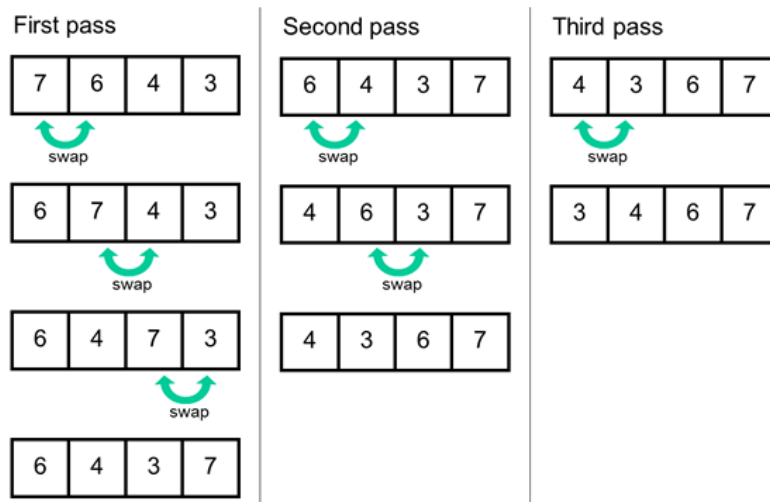 First pass
7 6 4 3
swap
6 7 4 3
swap
6 4 7 3
swap
6 4 3 7
Second pass
6 4 3 7
swap
4 6 3 7
swap
4 3 6 7
Third pass
4 3 6 7
swap
3 4 6 7